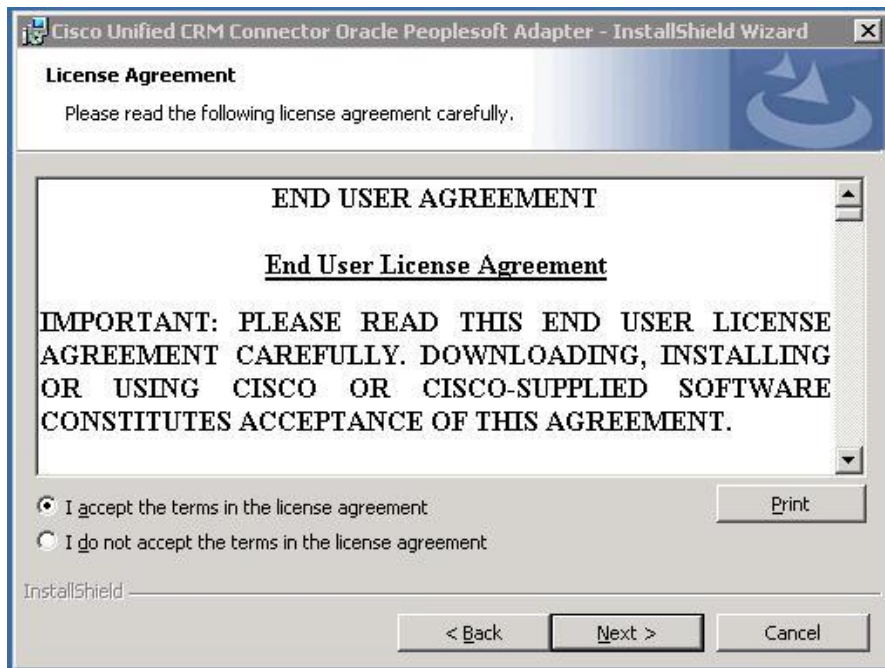 Cisco Unified CRM Connector Oracle Peoplesoft Adapter - InstallShield Wizard
License Agreement
Please read the following license agreement carefully.
END USER AGREEMENT
End User License Agreement
IMPORTANT: PLEASE READ THIS END USER LICENSE
AGREEMENT CAREFULLY. DOWNLOADING, INSTALLING
OR USING CISCO OR CISCO-SUPPLIED SOFTWARE
CONSTITUTES ACCEPTANCE OF THIS AGREEMENT.
I accept the terms in the license agreement
Print
I do not accept the terms in the license agreement
InstallShield
< Back
Next >
Cancel